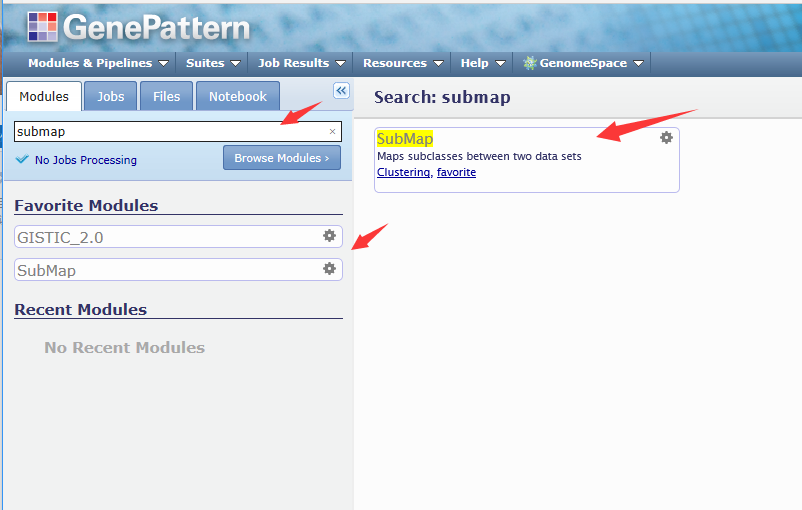 GenePattern
Modules & Pipelines Suites Job Results Resources Help GenomeSpace
Modules Jobs Files Notebook
submap ×
No Jobs Processing
Browse Modules ›
Favorite Modules
GISTIC_2.0
SubMap
Recent Modules
No Recent Modules
Search: submap
SubMap
Maps subclasses between two data sets
Clustering, favorite